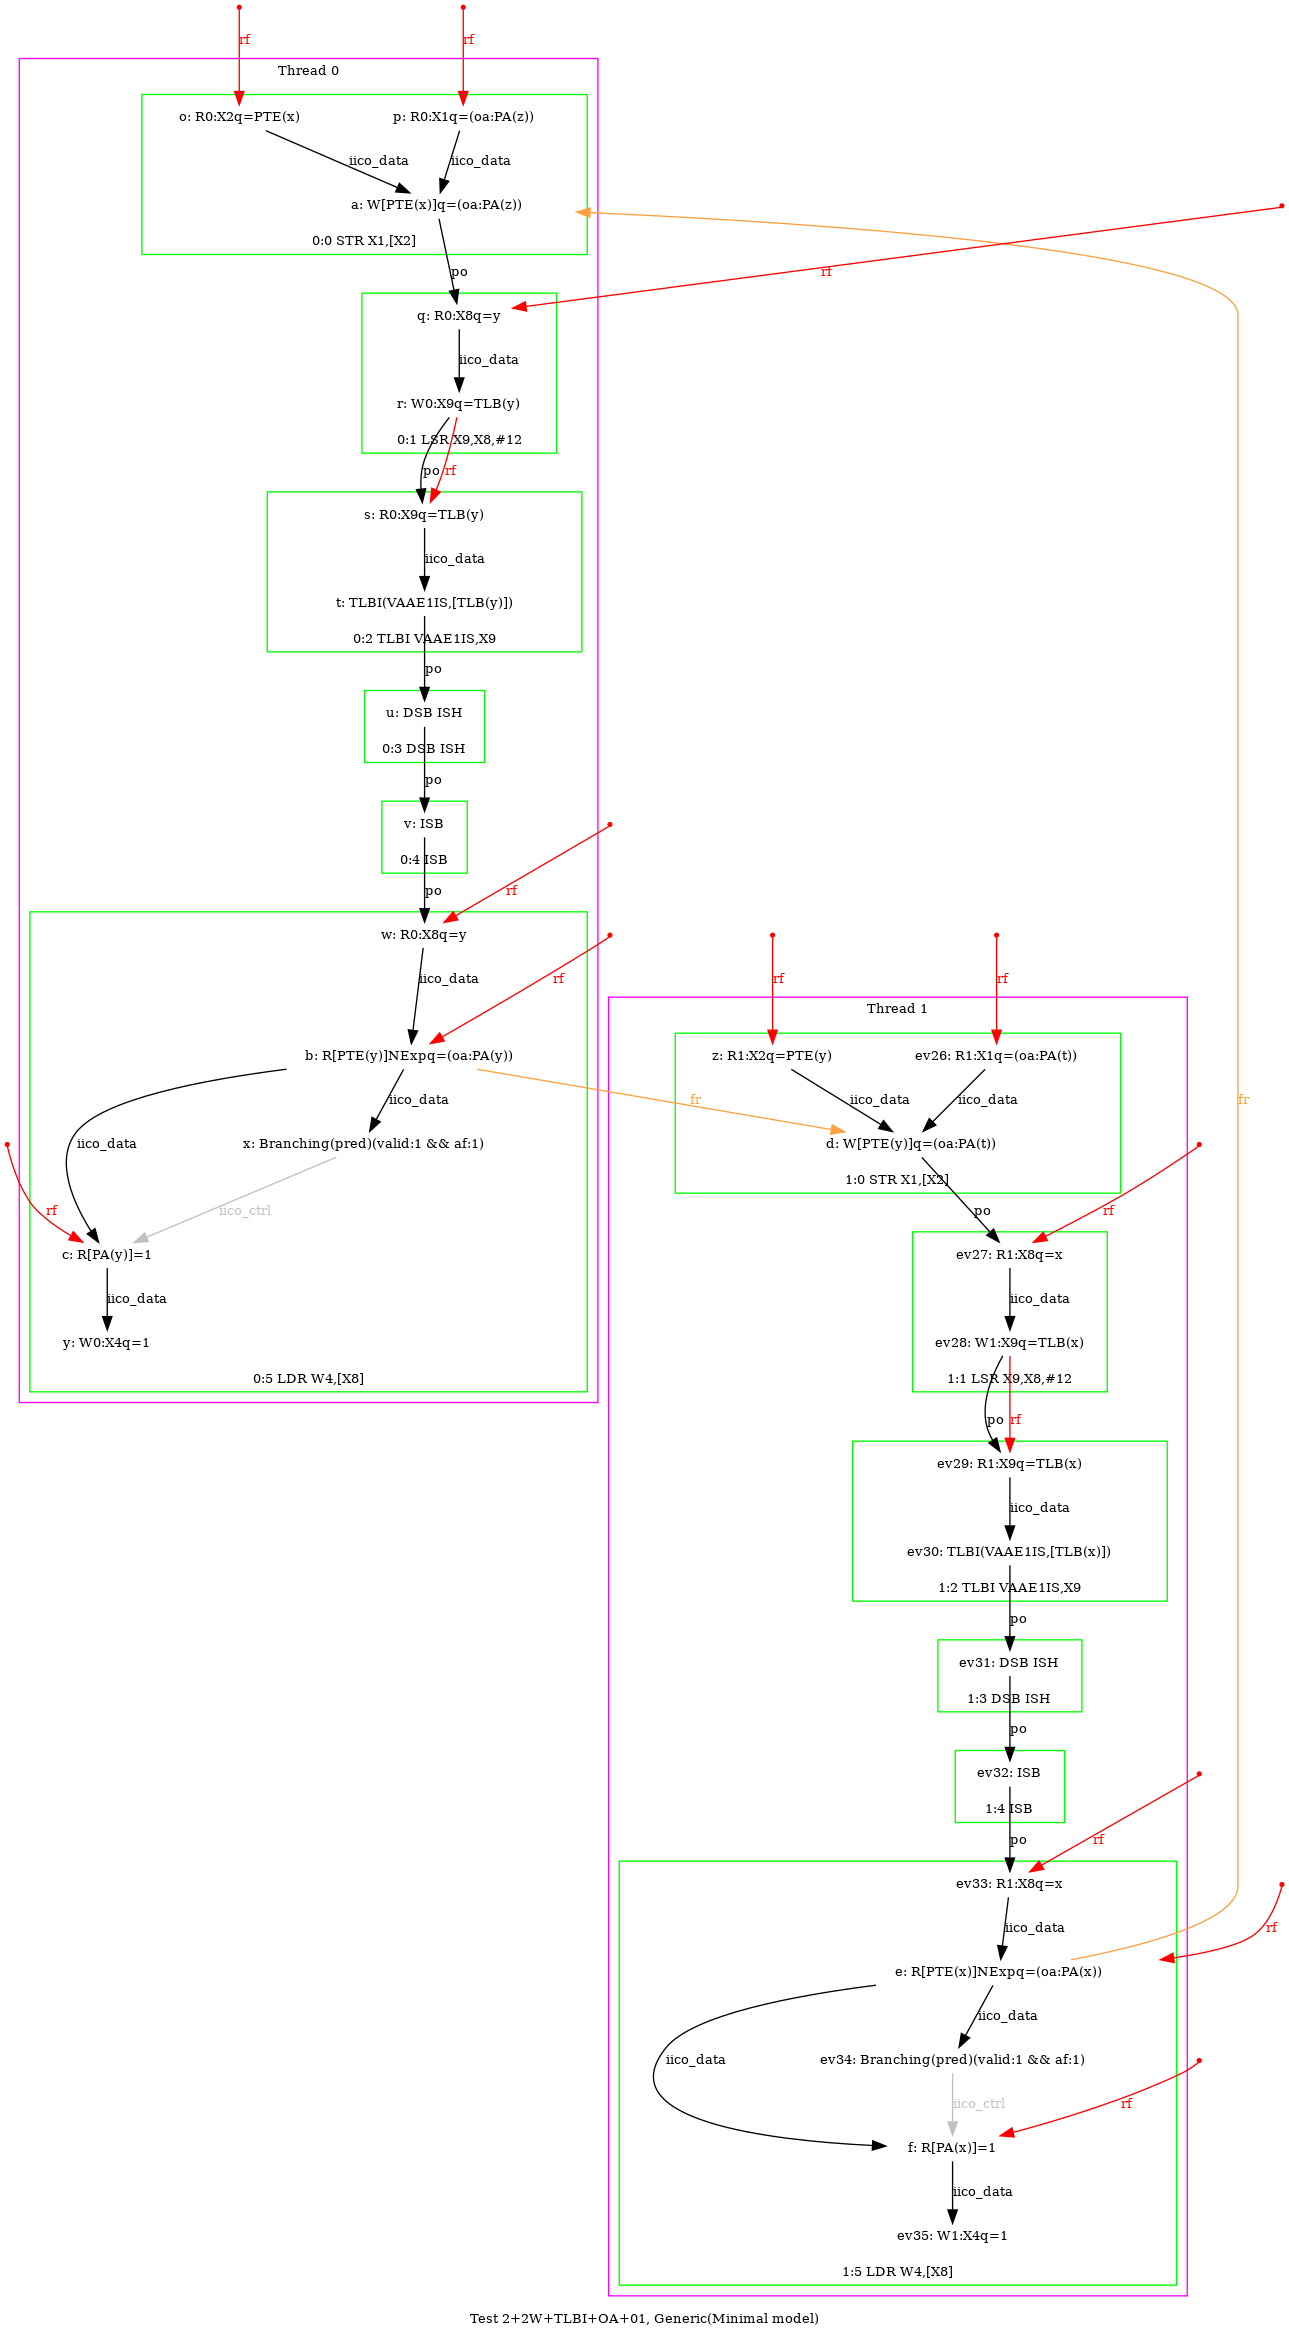 rf
rf
Thread 0
o: R0:X2q=PTE(x)
p: R0:X1q=(oa:PA(z))
iico_data
iico_data
a: W[PTE(x)]q=(oa:PA(z))
0:0 STR X1,[X2]
po
rf
q: R0:X8q=y
iico_data
r: W0:X9q=TLB(y)
0:1 LSR X9,X8,#12
po
rf
s: R0:X9q=TLB(y)
iico_data
t: TLBI(VAAE1IS,[TLB(y)])
0:2 TLBI VAAE1IS,X9
po
u: DSB ISH
0:3 DSB ISH
po
v: ISB
0:4 ISB
po
rf
w: R0:X8q=y
iico_data
rf
b: R[PTE(y)]NExpq=(oa:PA(y))
iico_data
fr
iico_data
x: Branching(pred)(valid:1 && af:1)
rf
iico_ctrl
c: R[PA(y)]=1
iico_data
y: W0:X4q=1
0:5 LDR W4,[X8]
rf
rf
Thread 1
z: R1:X2q=PTE(y)
ev26: R1:X1q=(oa:PA(t))
iico_data
iico_data
fr
d: W[PTE(y)]q=(oa:PA(t))
1:0 STR X1,[X2]
po
rf
ev27: R1:X8q=x
iico_data
ev28: W1:X9q=TLB(x)
1:1 LSR X9,X8,#12
po
rf
ev29: R1:X9q=TLB(x)
iico_data
ev30: TLBI(VAAE1IS,[TLB(x)])
1:2 TLBI VAAE1IS,X9
po
ev31: DSB ISH
1:3 DSB ISH
po
ev32: ISB
1:4 ISB
po
rf
ev33: R1:X8q=x
iico_data
rf
e: R[PTE(x)]NExpq=(oa:PA(x))
iico_data
iico_data
ev34: Branching(pred)(valid:1 && af:1)
iico_ctrl
rf
f: R[PA(x)]=1
iico_data
ev35: W1:X4q=1
1:5 LDR W4,[X8]
Test 2+2W+TLBI+OA+01, Generic(Minimal model)